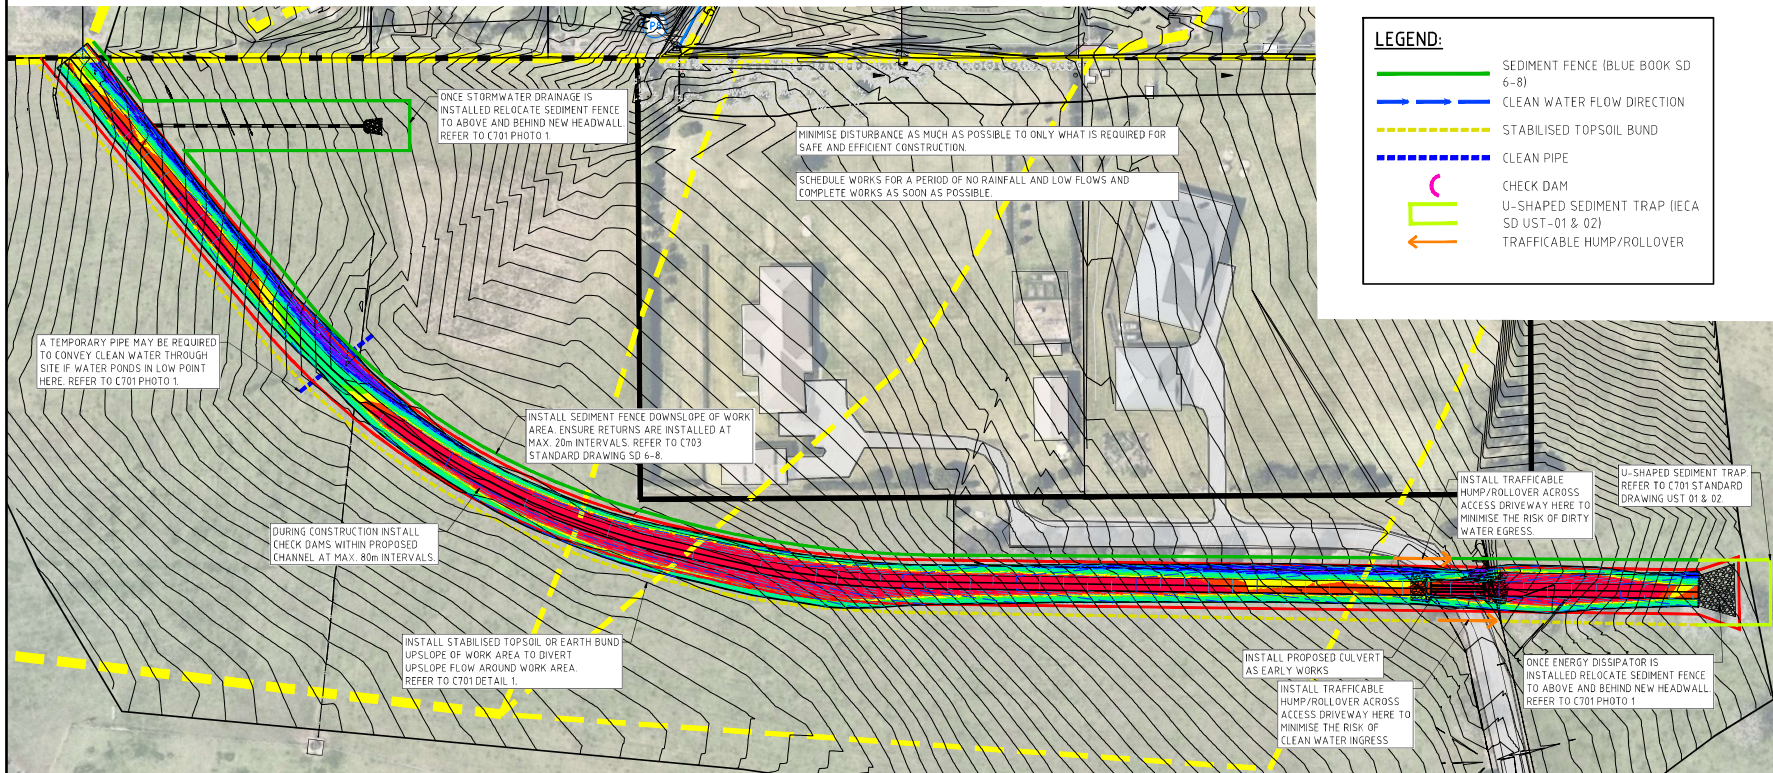 LEGEND:
SEDIMENT FENCE (BLUE BOOK SD
6-8)
CLEAN WATER FLOW DIRECTION
STABILISED TOPSOIL BUND
CLEAN PIPE
CHECK DAM
U-SHAPED SEDIMENT TRAP (IECA
SD UST-01 & 02)
TRAFFICABLE HUMP/ROLLOVER
ONCE STORMWATER DRAINAGE IS
INSTALLED RELOCATE SEDIMENT FENCE
TO ABOVE AND BEHIND NEW HEADWALL.
REFER TO C701 PHOTO 1.
MINIMISE DISTURBANCE AS MUCH AS POSSIBLE TO ONLY WHAT IS REQUIRED FOR
SAFE AND EFFICIENT CONSTRUCTION.
SCHEDULE WORKS FOR A PERIOD OF NO RAINFALL AND LOW FLOWS AND
COMPLETE WORKS AS SOON AS POSSIBLE.
A TEMPORARY PIPE MAY BE REQUIRED
TO CONVEY CLEAN WATER THROUGH
SITE IF WATER PONDS IN LOW POINT
HERE. REFER TO C701 PHOTO 1.
INSTALL SEDIMENT FENCE DOWNSLOPE OF WORK
AREA. ENSURE RETURNS ARE INSTALLED AT
MAX. 20m INTERVALS. REFER TO C703
STANDARD DRAWING SD 6-8.
INSTALL TRAFFICABLE
HUMP/ROLLOVER ACROSS
ACCESS DRIVEWAY HERE TO
MINIMISE THE RISK OF DIRTY
WATER EGRESS.
U-SHAPED SEDIMENT TRAP.
REFER TO C701 STANDARD
DRAWING UST 01 & 02.
DURING CONSTRUCTION INSTALL
CHECK DAMS WITHIN PROPOSED
CHANNEL AT MAX. 80m INTERVALS.
INSTALL STABILISED TOPSOIL OR EARTH BUND
UPSLOPE OF WORK AREA TO DIVERT
UPSLOPE FLOW AROUND WORK AREA.
REFER TO C701 DETAIL 1.
INSTALL PROPOSED CULVERT
AS EARLY WORKS
INSTALL TRAFFICABLE
HUMP/ROLLOVER ACROSS
ACCESS DRIVEWAY HERE TO
MINIMISE THE RISK OF
CLEAN WATER INGRESS
ONCE ENERGY DISSIPATOR IS
INSTALLED RELOCATE SEDIMENT FENCE
TO ABOVE AND BEHIND NEW HEADWALL.
REFER TO C701 PHOTO 1